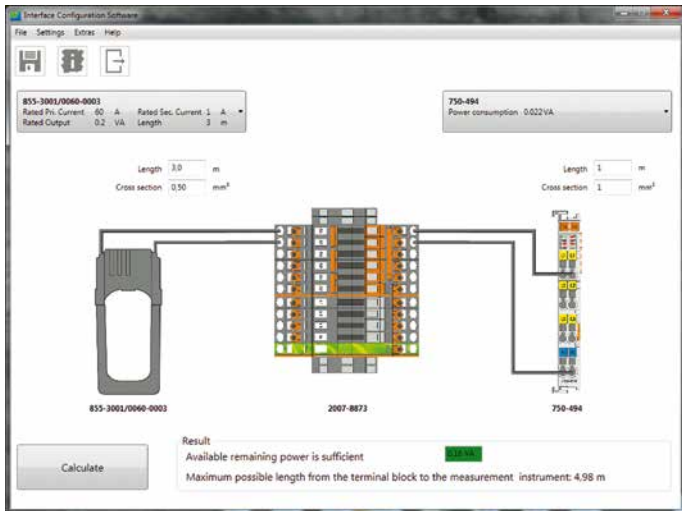 Interface Configuration Software
File Settings Extras Help
855-3001/0060-0003
Rated Pri. Current 60 A Rated Sec. Current 1 A
Rated Output 0.2 VA Length 3 m
750-494
Power consumption 0.022 VA
Length 3,0 m
Cross section 0,50 mm²
Length 1 m
Cross section 1 mm²
855-3001/0060-0003
2007-8873
750-494
Calculate
Result
Available remaining power is sufficient
Maximum possible length from the terminal block to the measurement instrument: 4,98 m